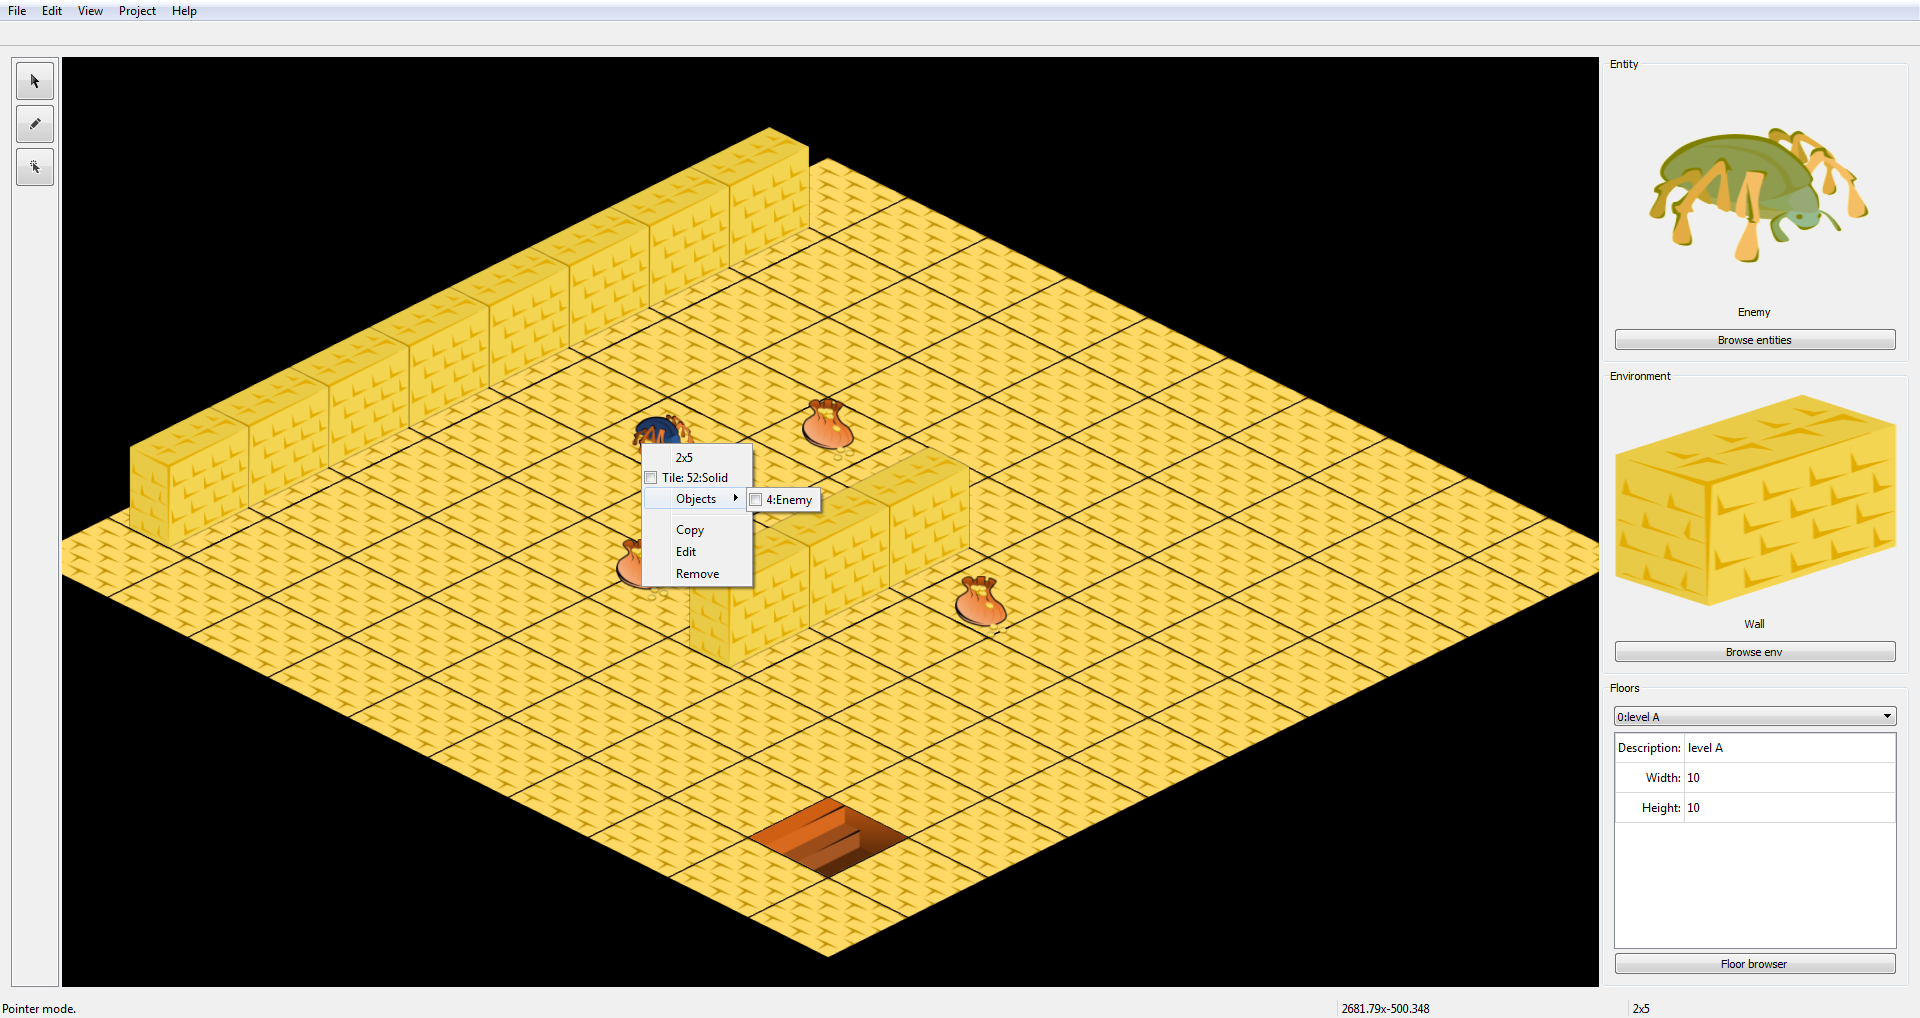 File Edit View Project Help
Entity
Enemy
Browse entities
Environment
Wall
Browse env
Floors
0:level A
Description: level A
Width: 10
Height: 10
Floor browser
2x5
Tile: 52:Solid
Objects
4:Enemy
Copy
Edit
Remove
Pointer mode.
2681.79x-500.348
2x5